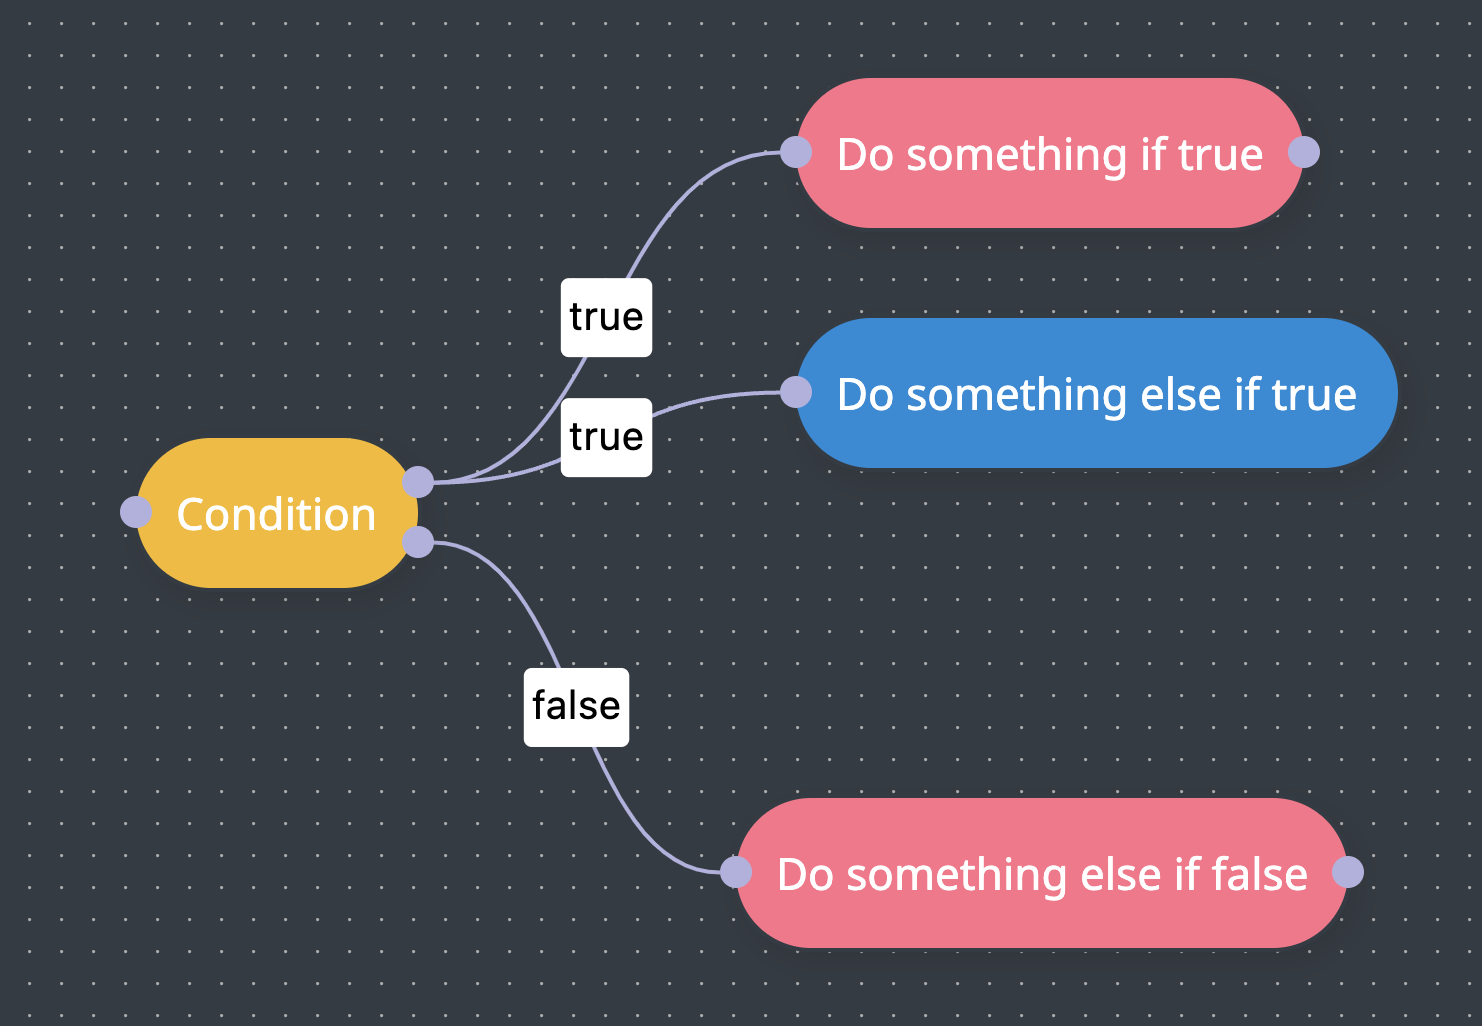 Do something if true
true
Do something else if true
true
Condition
false
Do something else if false